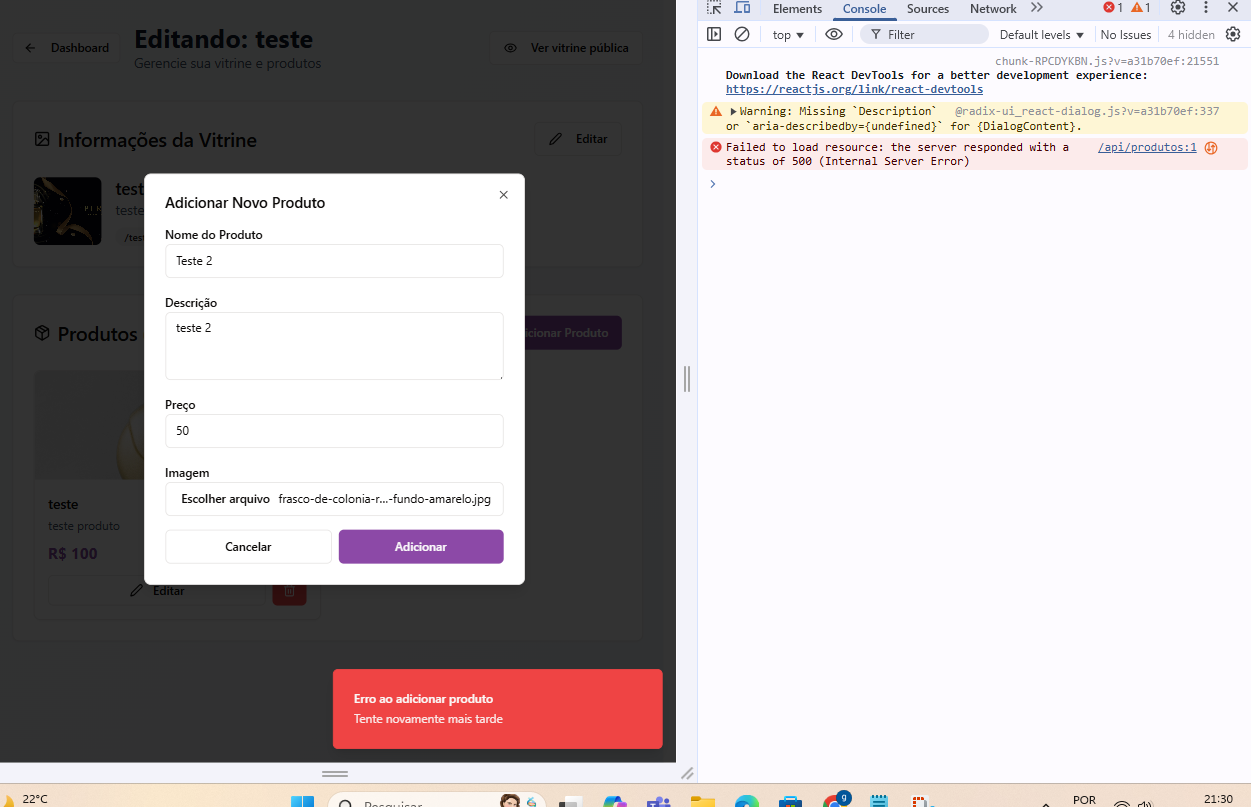 Dashboard
Editando: teste
Gerencie sua vitrine e produtos
Ver vitrine pública
Informações da Vitrine
Editar
test
teste
/test
Produtos
icionar Produto
teste
teste produto
R$ 100
Editar
Adicionar Novo Produto
Nome do Produto
Teste 2
Descrição
teste 2
Preço
50
Imagem
Escolher arquivo frasco-de-colonia-r...-fundo-amarelo.jpg
Cancelar
Adicionar
Erro ao adicionar produto
Tente novamente mais tarde
Elements Console Sources Network 1 1
top Filter Default levels No Issues 4 hidden
chunk-RPCDYKBN.js?v=a31b70ef:21551
Download the React DevTools for a better development experience:
https://reactjs.org/link/react-devtools
Warning: Missing `Description` @radix-ui_react-dialog.js?v=a31b70ef:337
or `aria-describedby={undefined}` for {DialogContent}.
Failed to load resource: the server responded with a /api/produtos:1
status of 500 (Internal Server Error)
22°C
Pesquisar
g
POR
21:30